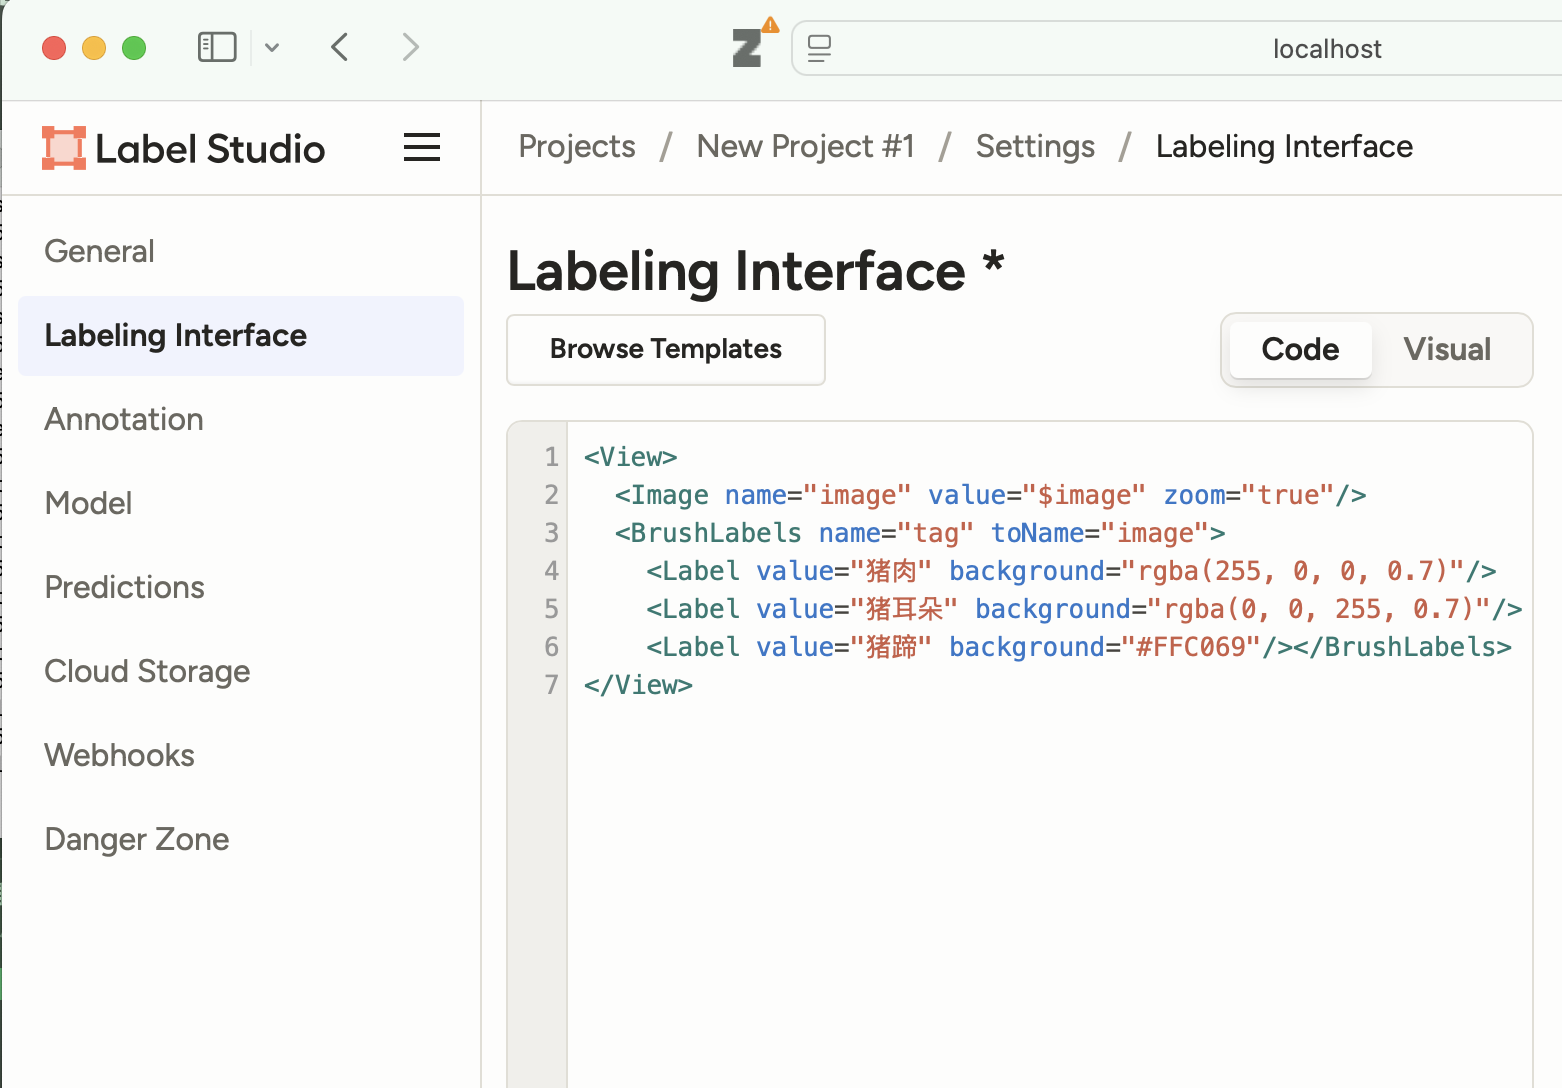 localhost
Label Studio
Projects / New Project #1 / Settings / Labeling Interface
General
Labeling Interface
Annotation
Model
Predictions
Cloud Storage
Webhooks
Danger Zone
Labeling Interface *
Browse Templates
Code Visual
1 <View>
2 <Image name="image" value="$image" zoom="true"/>
3 <BrushLabels name="tag" toName="image">
4 <Label value="猪肉" background="rgba(255, 0, 0, 0.7)"/>
5 <Label value="猪耳朵" background="rgba(0, 0, 255, 0.7)"/>
6 <Label value="猪蹄" background="#FFC069"/></BrushLabels>
7 </View>